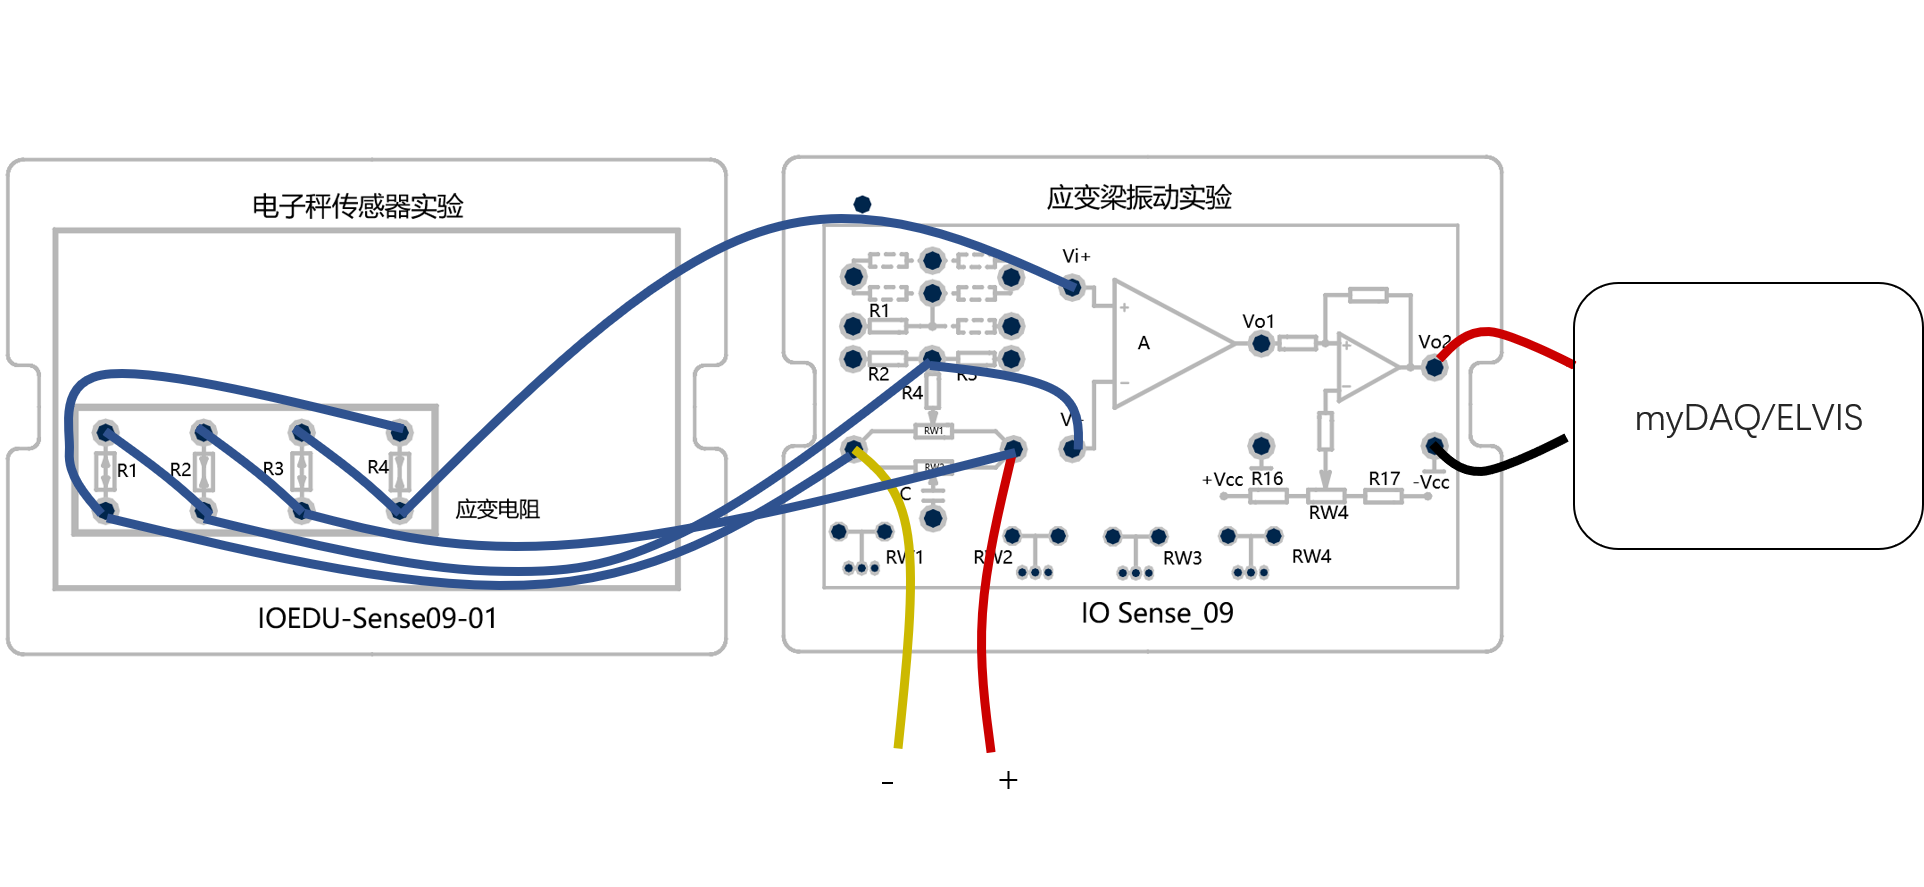 电子秤传感器实验
R1
R2
R3
R4
应变电阻
IOEDU-Sense09-01
应变梁振动实验
Vi+
R1
R2
R3
R4
RW1
RW2
C
A
+
-
Vo1
+
-
Vo2
+Vcc
R16
R17
-Vcc
RW4
RW1
RW2
RW3
RW4
IO Sense_09
myDAQ/ELVIS
-
+